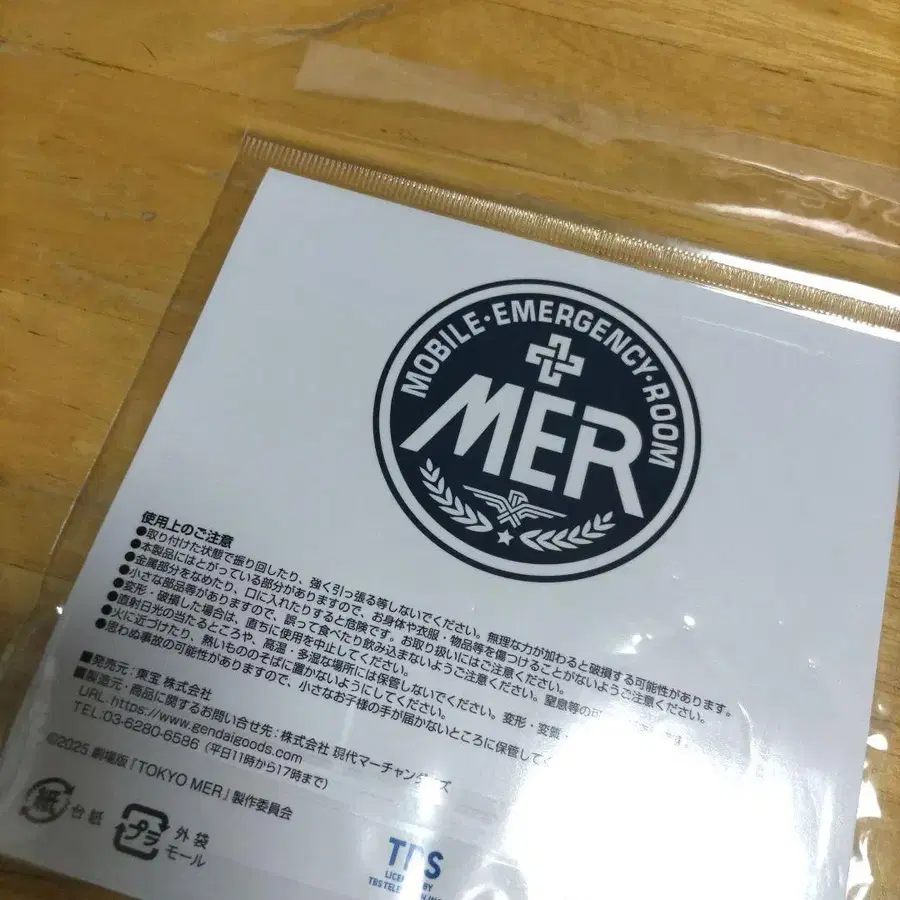 MOBILE・EMERGENCY・ROOM
MER
使用上のご注意
●取り付けた状態で振り回したり、強く引っ張る等しないでください。無理な力が加わると破損する可能性があります。
●本製品にはとがっている部分がありますので、お身体や衣服・物品等を傷つけることがないようご注意ください。
●金属部分をなめたり、口に入れたりすると危険です。お取り扱いにはご注意ください。
●小さな部品等がありますので、誤って食べたり飲み込まないようご注意ください。窒息等の可
●変形・破損した場合は、直ちに使用を中止してください。
●直射日光の当たるところや、高温・多湿な場所には保管しないでください。変形・変質・
●火に近づけたり、熱いもののそばに置かないようにしてください。
●思わぬ事故の可能性がありますので、小さなお子様の手が届かないところに保管してく
■発売元：東宝 株式会社
■製造元・商品に関するお問い合せ先：株式会社 現代マーチャンダイズ
URL.https://www.gendaigoods.com
TEL:03-6280-6586（平日11時から17時まで）
©2025 劇場版『TOKYO MER』製作委員会
紙 台紙
プラ 外袋
モール
TBS
LICENSED BY